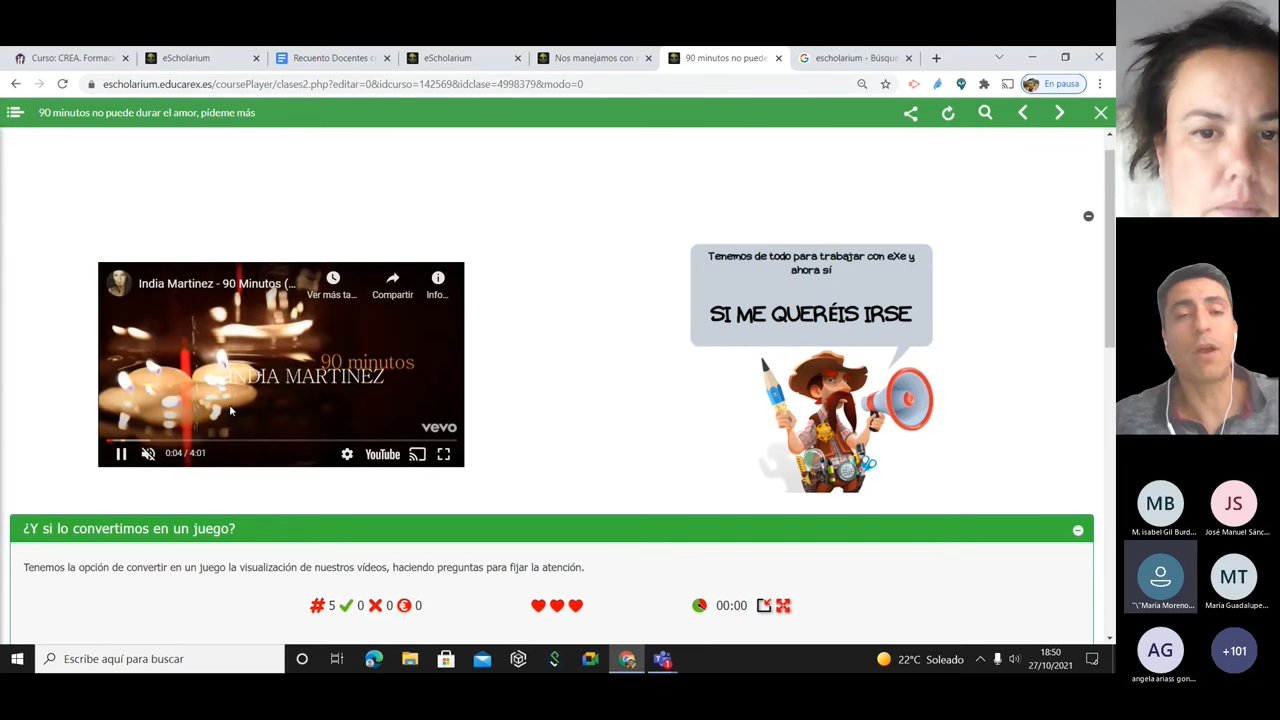 Curso: CREA. Formac
eScholarium
Recuento Docentes c
eScholarium
Nos manejamos con
90 minutos no puede
escholarium - Búsque
escholarium.educarex.es/coursePlayer/clases2.php?editar=0&idcurso=142569&idclase=4998379&modo=0
En pausa
90 minutos no puede durar el amor, pídeme más
India Martinez - 90 Minutos (...
Ver más ta...
Compartir
Info...
90 minutos
INDIA MARTINEZ
vevo
0:04 / 4:01
YouTube
Tenemos de todo para trabajar con eXe y
ahora sí
SI ME QUERÉIS IRSE
¿Y si lo convertimos en un juego?
Tenemos la opción de convertir en un juego la visualización de nuestros vídeos, haciendo preguntas para fijar la atención.
5 0 0 0
00:00
Escribe aquí para buscar
22°C Soleado
18:50
27/10/2021
MB
M. isabel Gil Burd...
JS
José Manuel Sánc...
"\"María Moreno...
MT
María Guadalupe...
AG
angela ariass gon...
+101